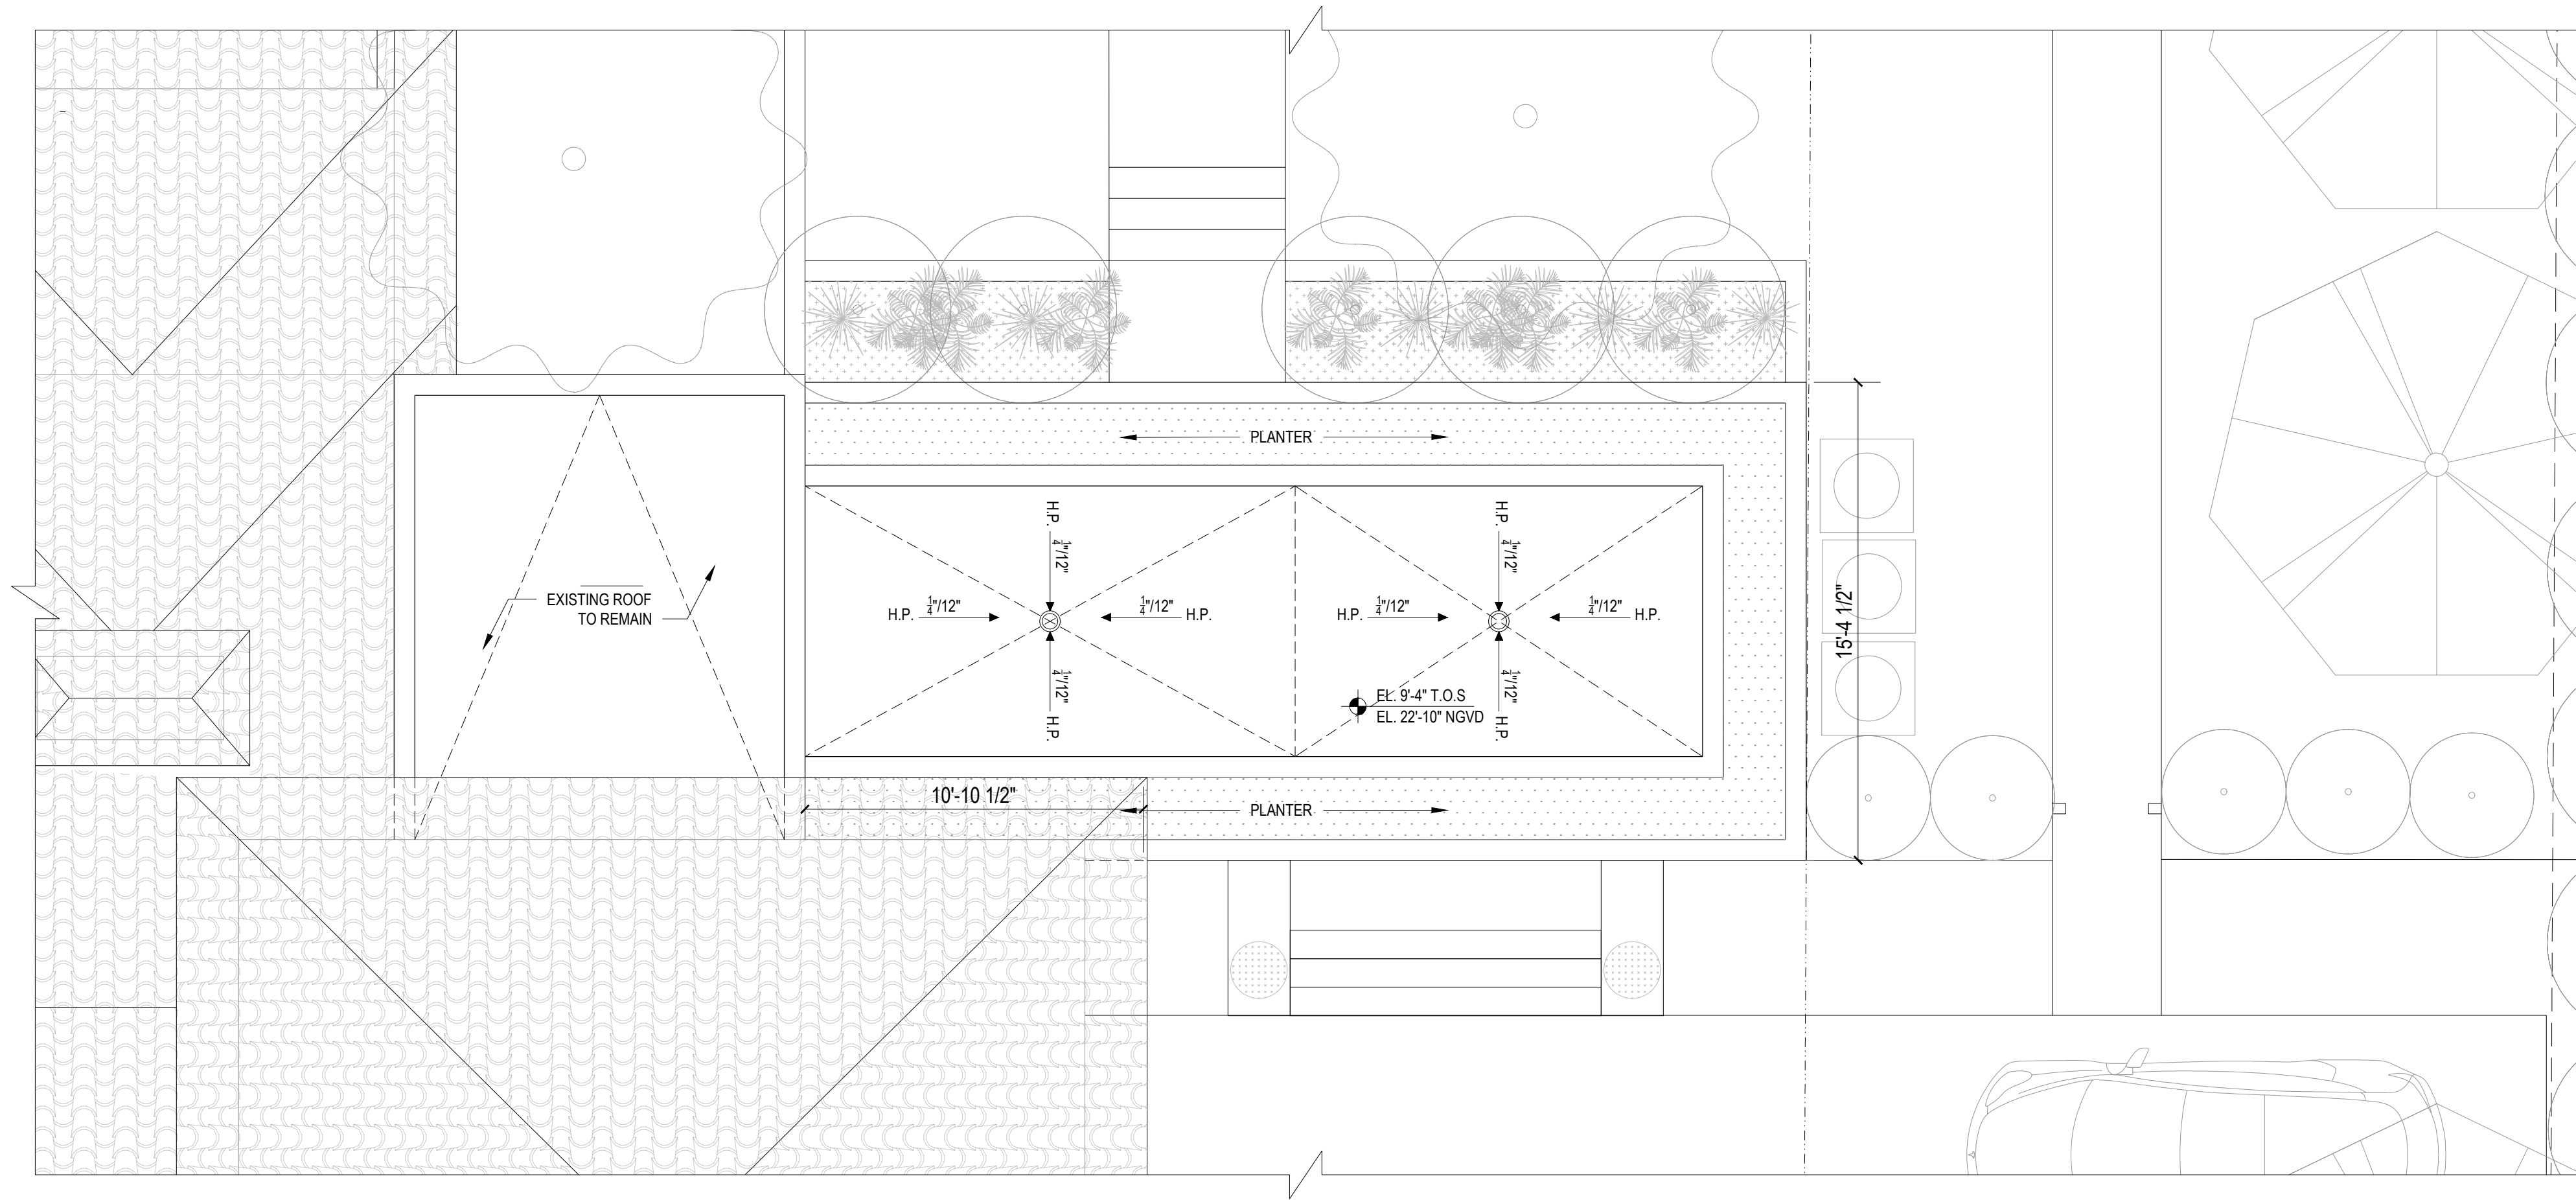 PLANTER
H.P.
1/4"/12"
H.P.
1/4"/12"
EXISTING ROOF
TO REMAIN
H.P. 1/4"/12"
1/4"/12" H.P.
H.P. 1/4"/12"
1/4"/12" H.P.
15'-4 1/2"
1/4"/12"
H.P.
1/4"/12"
H.P.
EL. 9'-4" T.O.S
EL. 22'-10" NGVD
10'-10 1/2"
PLANTER